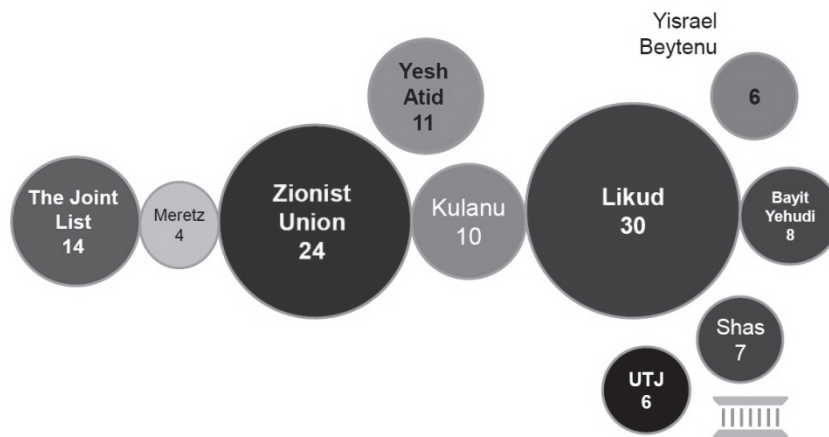 Yisrael
Beytenu
6
Yesh
Atid
11
The Joint
List
14
Meretz
4
Zionist
Union
24
Kulanu
10
Likud
30
Bayit
Yehudi
8
Shas
7
UTJ
6